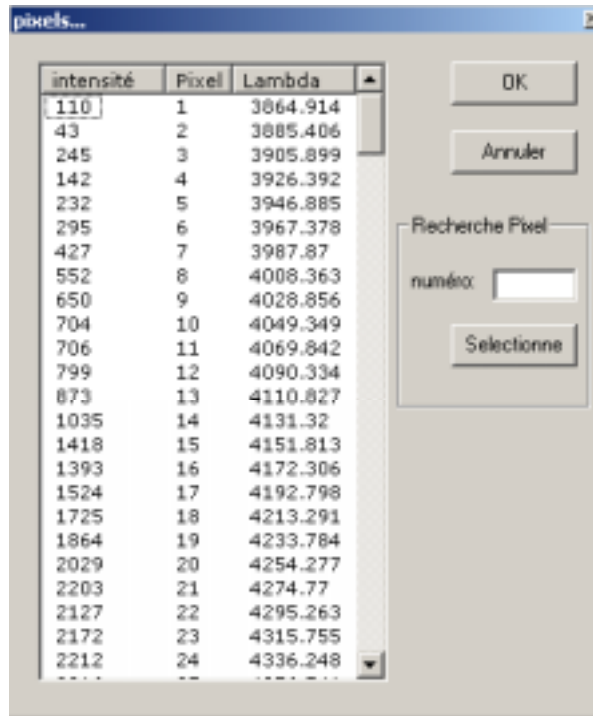 pixels...
intensité Pixel Lambda
110 1 3864.914
43 2 3885.406
245 3 3905.899
142 4 3926.392
232 5 3946.885
295 6 3967.378
427 7 3987.87
552 8 4008.363
650 9 4028.856
704 10 4049.349
706 11 4069.842
799 12 4090.334
873 13 4110.827
1035 14 4131.32
1418 15 4151.813
1393 16 4172.306
1524 17 4192.798
1725 18 4213.291
1864 19 4233.784
2029 20 4254.277
2203 21 4274.77
2127 22 4295.263
2172 23 4315.755
2212 24 4336.248
OK
Annuler
Recherche Pixel
numéro:
Selectionne